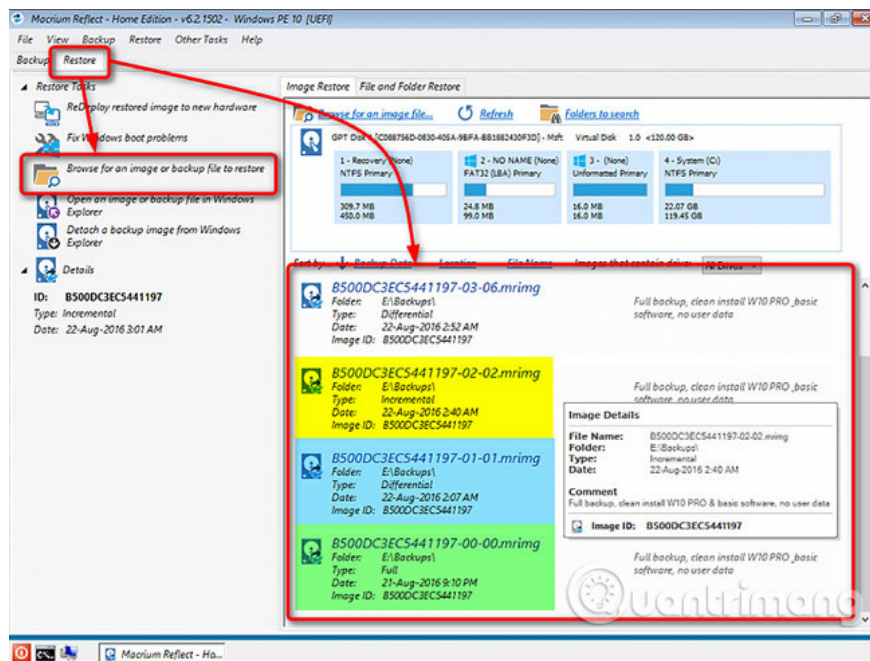 Macrium Reflect - Home Edition - v6.2.1502 - Windows PE 10 [UEFI]
File View Backup Restore Other Tasks Help
Backup Restore
Restore Tasks
ReDeploy restored image to new hardware
Fix Windows boot problems
Browse for an image or backup file to restore
Open an image or backup file in Windows
Explorer
Detach a backup image from Windows
Explorer
Details
ID: B500DC3EC5441197
Type: Incremental
Date: 22-Aug-2016 3:01 AM
Image Restore File and Folder Restore
Browse for an image file... Refresh Folders to search
GPT Disk 1 - Msft Virtual Disk 1.0 <120.00 GB>
1 - Recovery (None)
NTFS Primary
309.7 MB
450.0 MB
2 - NO NAME (None)
FAT32 (LBA) Primary
24.8 MB
99.0 MB
3 - (None)
Unformatted Primary
16.0 MB
16.0 MB
4 - System (C:)
NTFS Primary
22.07 GB
119.45 GB
Sort by: Backup Date Location File Name Images that contain drive: All Drives
B500DC3EC5441197-03-06.mrimg
Folder: E:\Backups\
Type: Differential
Date: 22-Aug-2016 2:52 AM
Image ID: B500DC3EC5441197
Full backup, clean install W10 PRO _basic
software, no user data
B500DC3EC5441197-02-02.mrimg
Folder: E:\Backups\
Type: Incremental
Date: 22-Aug-2016 2:40 AM
Image ID: B500DC3EC5441197
Full backup, clean install W10 PRO _basic
software, no user data
Image Details
File Name: B500DC3EC5441197-02-02.mrimg
Folder: E:\Backups\
Type: Incremental
Date: 22-Aug-2016 2:40 AM
Comment
Full backup, clean install W10 PRO & basic software, no user data
Image ID: B500DC3EC5441197
B500DC3EC5441197-01-01.mrimg
Folder: E:\Backups\
Type: Differential
Date: 22-Aug-2016 2:07 AM
Image ID: B500DC3EC5441197
B500DC3EC5441197-00-00.mrimg
Folder: E:\Backups\
Type: Full
Date: 21-Aug-2016 9:10 PM
Image ID: B500DC3EC5441197
Full backup, clean install W10 PRO _basic
software, no user data
Quantrimang
Macrium Reflect - Ho...